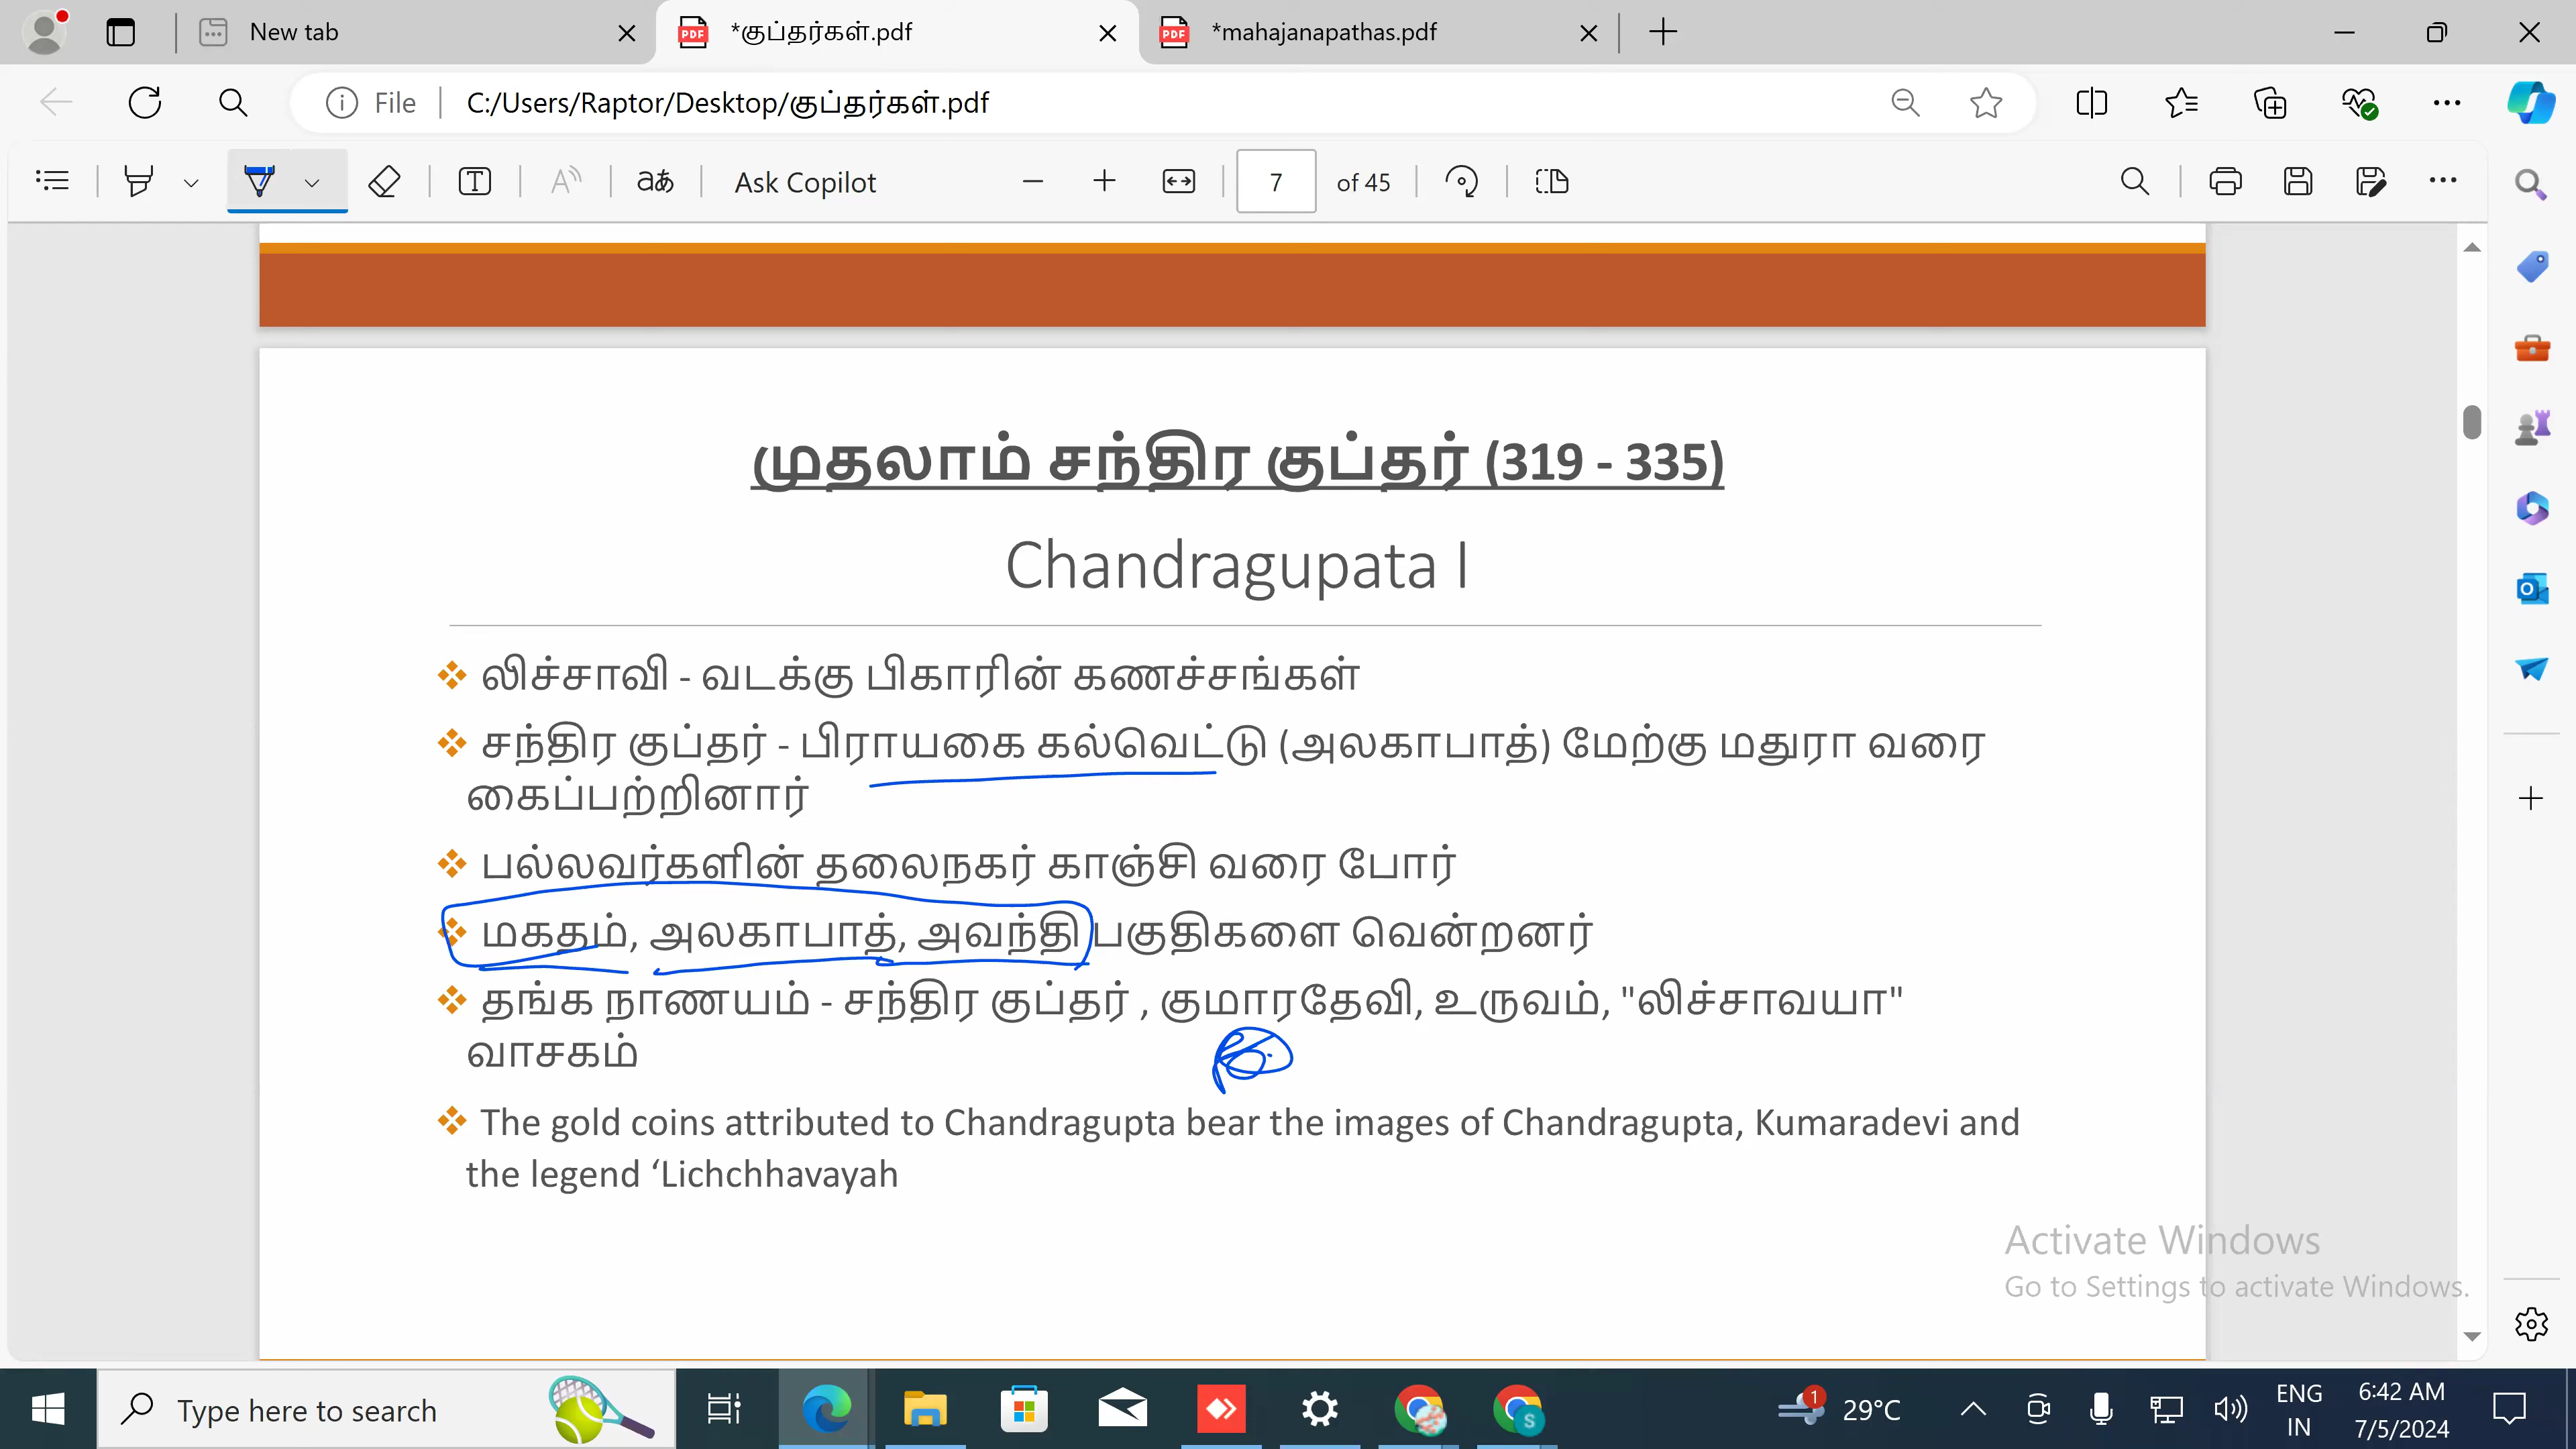 New tab
*குப்தர்கள்.pdf
*mahajanapathas.pdf
File
C:/Users/Raptor/Desktop/குப்தர்கள்.pdf
aあ
Ask Copilot
7 of 45
முதலாம் சந்திர குப்தர் (319 - 335)
Chandragupata I
லிச்சாவி - வடக்கு பிகாரின் கணச்சங்கள்
சந்திர குப்தர் - பிராயகை கல்வெட்டு (அலகாபாத்) மேற்கு மதுரா வரை
கைப்பற்றினார்
பல்லவர்களின் தலைநகர் காஞ்சி வரை போர்
மகதம், அலகாபாத், அவந்தி பகுதிகளை வென்றனர்
தங்க நாணயம் - சந்திர குப்தர் , குமாரதேவி, உருவம், "லிச்சாவயா"
வாசகம்
The gold coins attributed to Chandragupta bear the images of Chandragupta, Kumaradevi and
the legend ‘Lichchhavayah
Activate Windows
Go to Settings to activate Windows.
Type here to search
1
29°C
ENG
IN
6:42 AM
7/5/2024